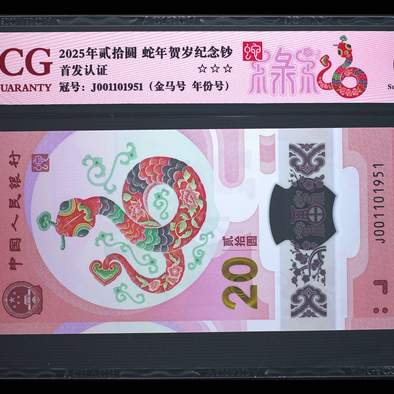 CG
UARANTY
2025年贰拾圆 蛇年贺岁纪念钞
首发认证 ☆☆☆
冠号：J001101951（金马号 年份号）
中国人民银行
贰拾圆
20
J001101951